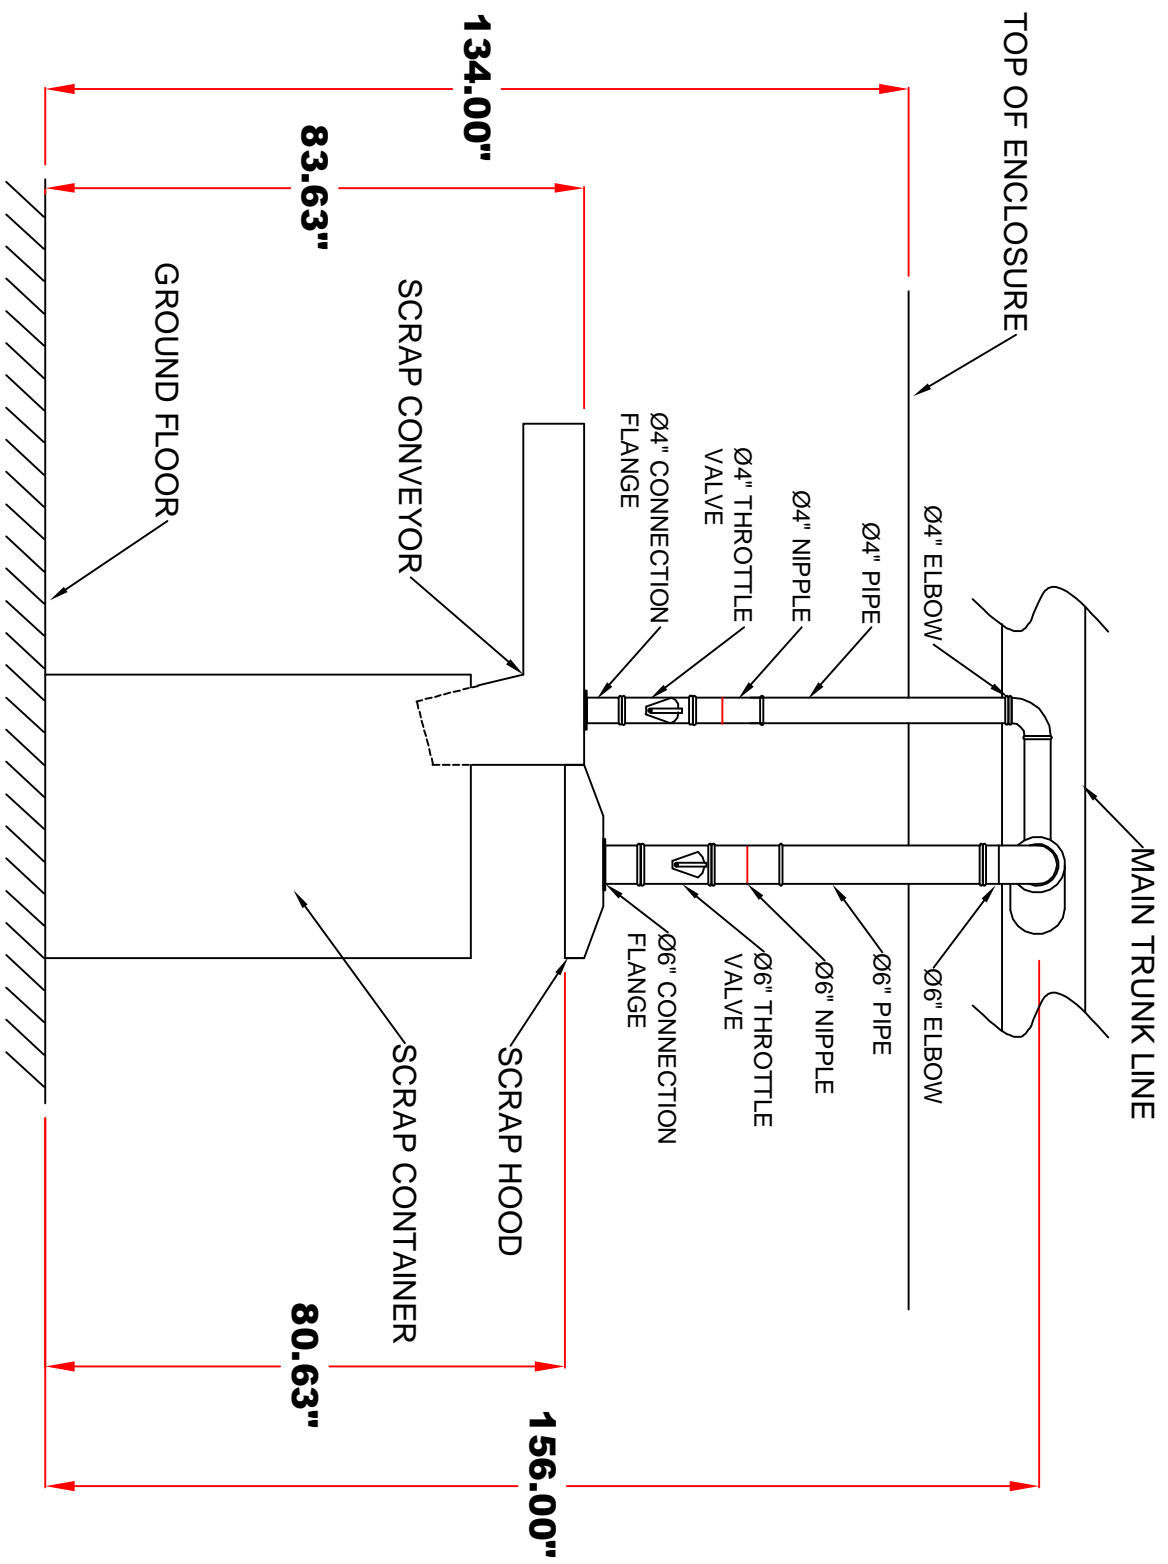 MAIN TRUNK LINE
TOP OF ENCLOSURE
Ø4" ELBOW
Ø6" ELBOW
Ø4" PIPE
Ø6" PIPE
Ø4" NIPPLE
Ø6" NIPPLE
Ø4" THROTTLE
VALVE
Ø6" THROTTLE
VALVE
Ø4" CONNECTION
FLANGE
Ø6" CONNECTION
FLANGE
156.00"
134.00"
SCRAP HOOD
SCRAP CONVEYOR
SCRAP CONTAINER
83.63"
80.63"
GROUND FLOOR